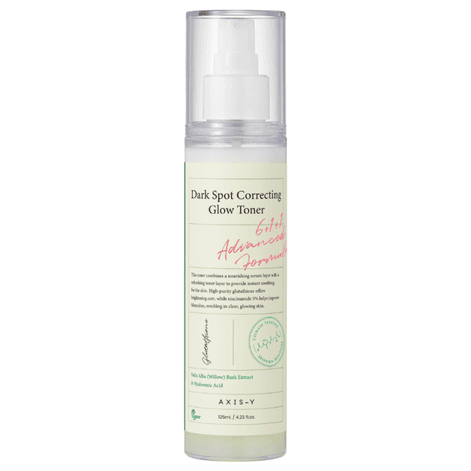 Dark Spot Correcting
Glow Toner
6+1+1
Advanced
Formula
This toner combines a nourishing serum layer with a
refreshing toner layer to provide instant soothing
for the skin. High-purity glutathione offers
brightening care, while niacinamide 5% helps improve
blemishes, resulting in clear, glowing skin.
Glutathione
Salix Alba (Willow) Bark Extract
& Hyaluronic Acid
AXIS-Y
125ml / 4.23 fl.oz.